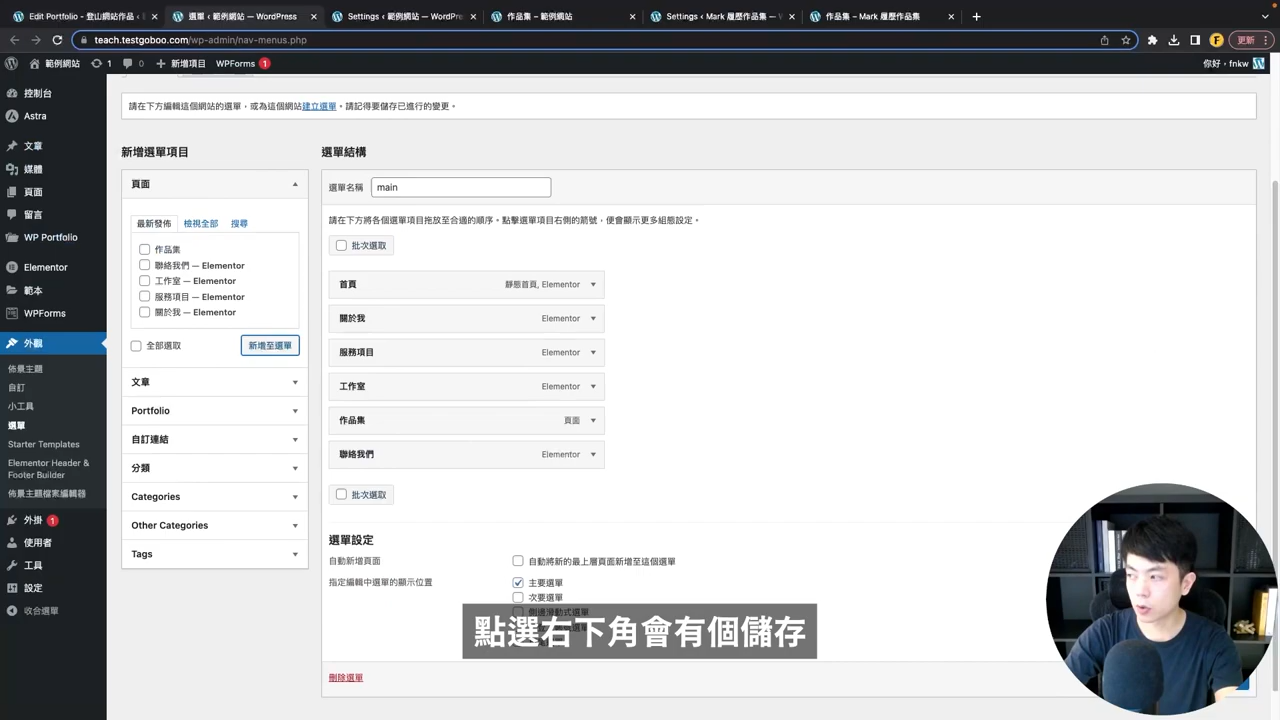 Edit Portfolio - 登山網站作品 ‹
選單 ‹ 範例網站 — WordPress
Settings ‹ 範例網站 — WordPre
作品集 – 範例網站
Settings ‹ Mark 履歷作品集 — W
作品集 – Mark 履歷作品集
teach.testgoboo.com/wp-admin/nav-menus.php
更新
範例網站
1
0
新增項目
WPForms 1
你好，fnkw
控制台
Astra
文章
媒體
頁面
留言
WP Portfolio
Elementor
範本
WPForms
外觀
佈景主題
自訂
小工具
選單
Starter Templates
Elementor Header &
Footer Builder
佈景主題檔案編輯器
外掛 1
使用者
工具
設定
收合選單
請在下方編輯這個網站的選單，或為這個網站建立選單。請記得要儲存已進行的變更。
新增選單項目
頁面
最新發佈 檢視全部 搜尋
作品集
聯絡我們 — Elementor
工作室 — Elementor
服務項目 — Elementor
關於我 — Elementor
全部選取 新增至選單
文章
Portfolio
自訂連結
分類
Categories
Other Categories
Tags
選單結構
選單名稱 main
請在下方將各個選單項目拖放至合適的順序。點擊選單項目右側的箭號，便會顯示更多組態設定。
批次選取
首頁 靜態首頁, Elementor
關於我 Elementor
服務項目 Elementor
工作室 Elementor
作品集 頁面
聯絡我們 Elementor
批次選取
選單設定
自動新增頁面 自動將新的最上層頁面新增至這個選單
指定編輯中選單的顯示位置 主要選單
次要選單
側邊滑動式選單
點選右下角會有個儲存
刪除選單